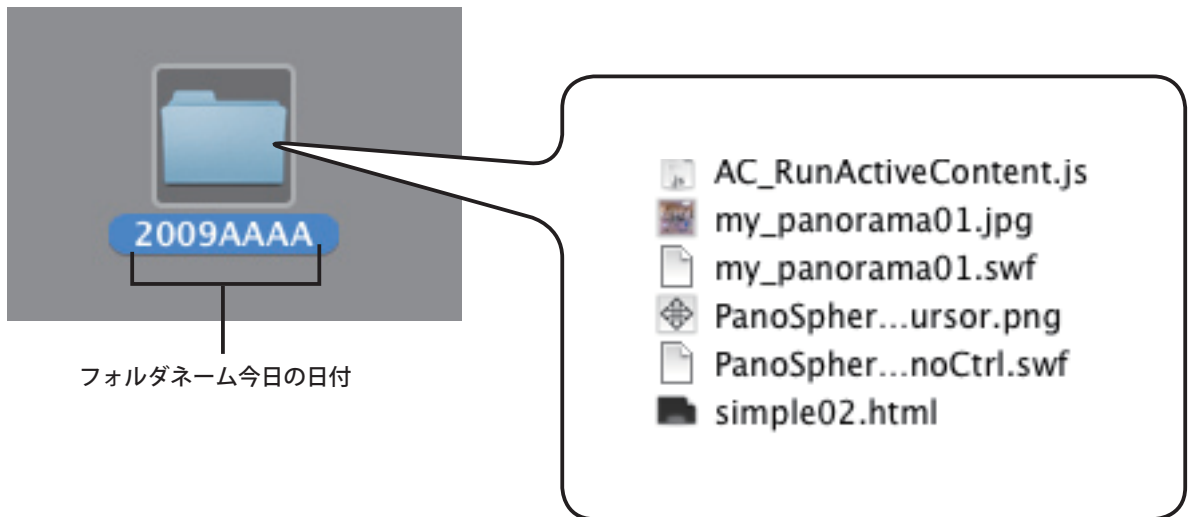 2009AAAA
フォルダネーム今日の日付
AC_RunActiveContent.js
my_panorama01.jpg
my_panorama01.swf
PanoSpher...ursor.png
PanoSpher...noCtrl.swf
simple02.html